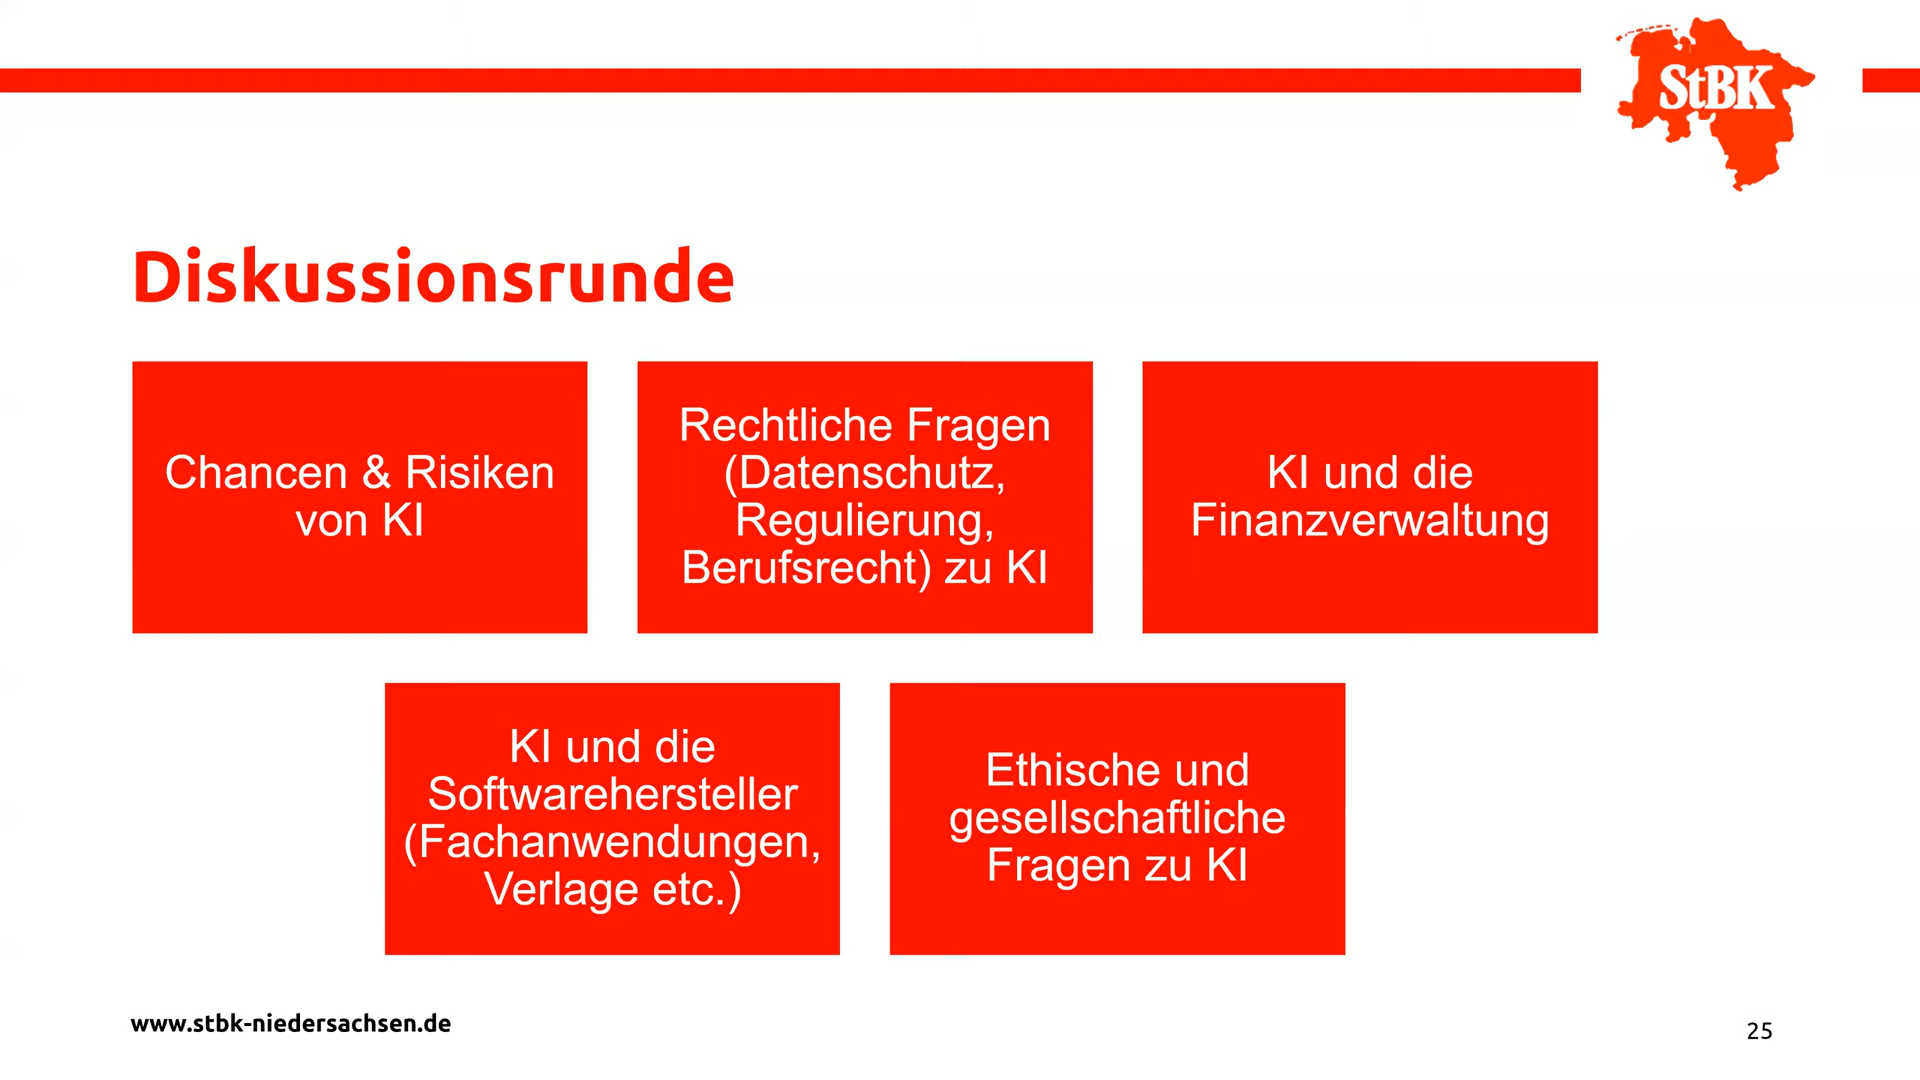 StBK
Diskussionsrunde
Chancen & Risiken
von KI
Rechtliche Fragen
(Datenschutz,
Regulierung,
Berufsrecht) zu KI
KI und die
Finanzverwaltung
KI und die
Softwarehersteller
(Fachanwendungen,
Verlage etc.)
Ethische und
gesellschaftliche
Fragen zu KI
www.stbk-niedersachsen.de
25